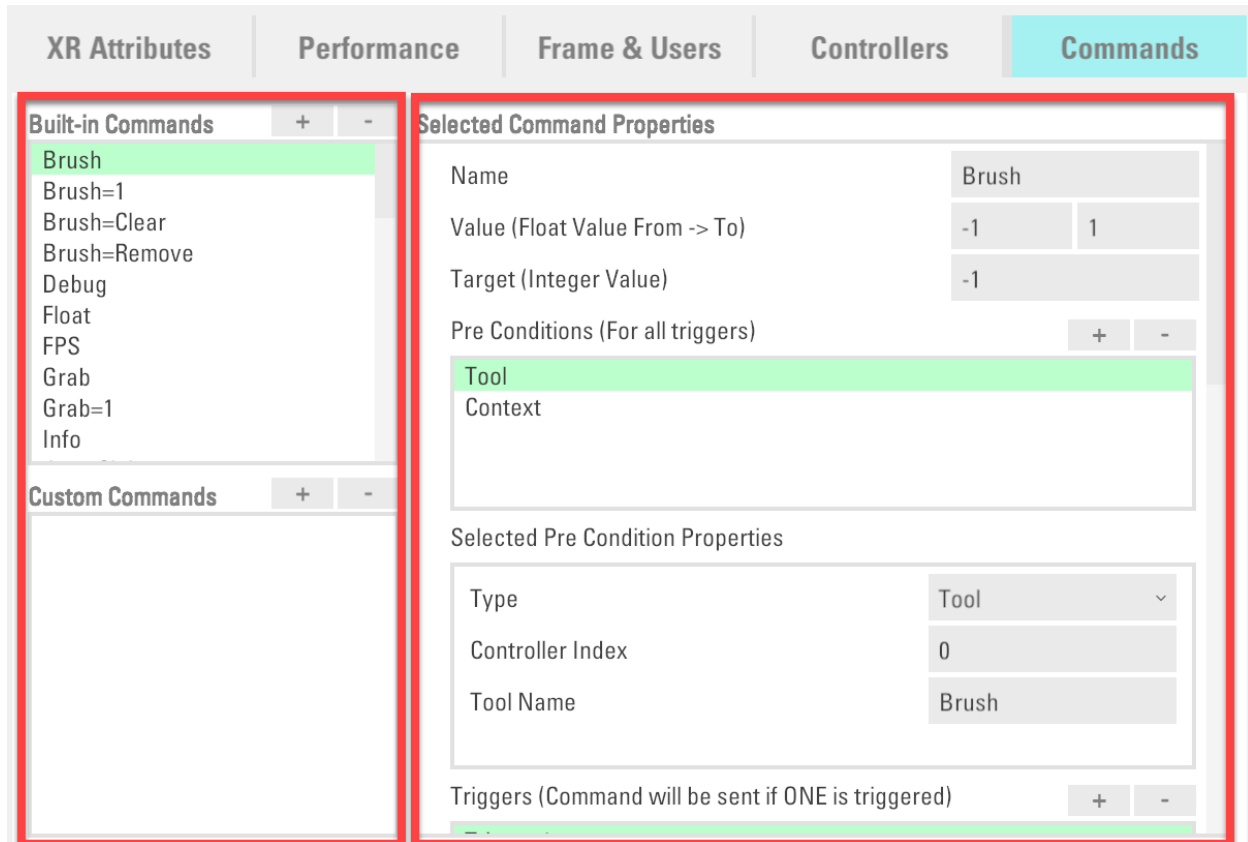 XR Attributes Performance Frame & Users Controllers Commands
Built-in Commands + -
Brush
Brush=1
Brush=Clear
Brush=Remove
Debug
Float
FPS
Grab
Grab=1
Info
Custom Commands + -
Selected Command Properties
Name Brush
Value (Float Value From -> To) -1 1
Target (Integer Value) -1
Pre Conditions (For all triggers) + -
Tool
Context
Selected Pre Condition Properties
Type Tool
Controller Index 0
Tool Name Brush
Triggers (Command will be sent if ONE is triggered) + -